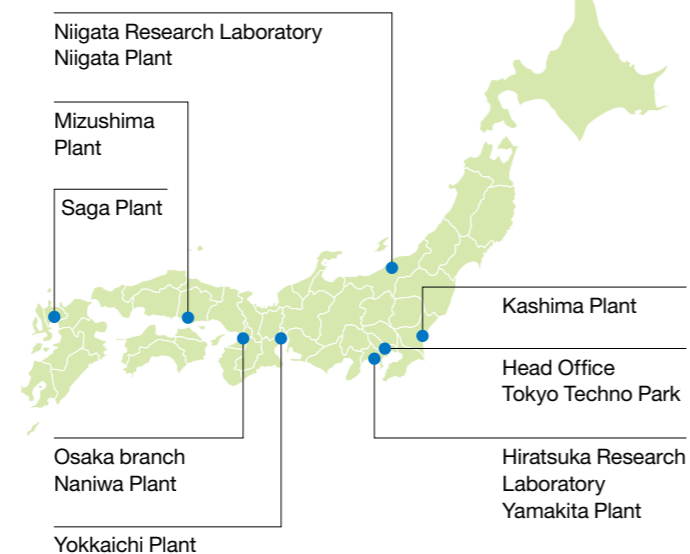 Niigata Research Laboratory
Niigata Plant
Mizushima
Plant
Saga Plant
Kashima Plant
Head Office
Tokyo Techno Park
Osaka branch
Naniwa Plant
Hiratsuka Research
Laboratory
Yamakita Plant
Yokkaichi Plant